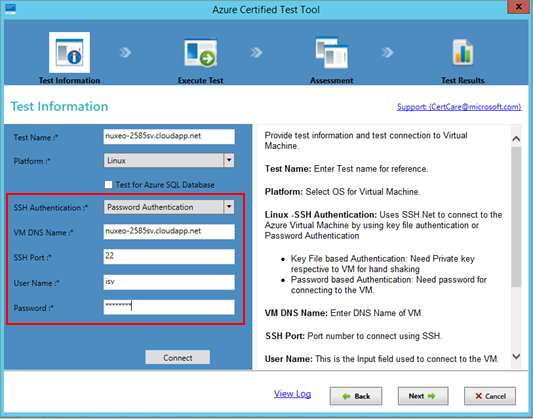 Azure Certified Test Tool
x
Test Information
Execute Test
Assessment
Test Results
Test Information
Support: (CertCare@microsoft.com)
Test Name :*
nuxeo-2585sv.cloudapp.net
Platform :*
Linux
Test for Azure SQL Database
SSH Authentication :*
Password Authentication
VM DNS Name :*
nuxeo-2585sv.cloudapp.net
SSH Port :*
22
User Name :*
isv
Password :*
********
Connect
Provide test information and test connection to Virtual
Machine.
Test Name: Enter Test name for reference.
Platform: Select OS for Virtual Machine.
Linux -SSH Authentication: Uses SSH.Net to connect to the
Azure Virtual Machine by using key file authentication or
Password Authentication
• Key File based Authentication: Need Private key
respective to VM for hand shaking
• Password based Authentication: Need password for
connecting to the VM.
VM DNS Name: Enter DNS Name of VM.
SSH Port: Port number to connect using SSH.
User Name: This is the Input field used to connect to the VM.
View Log
Back
Next
Cancel